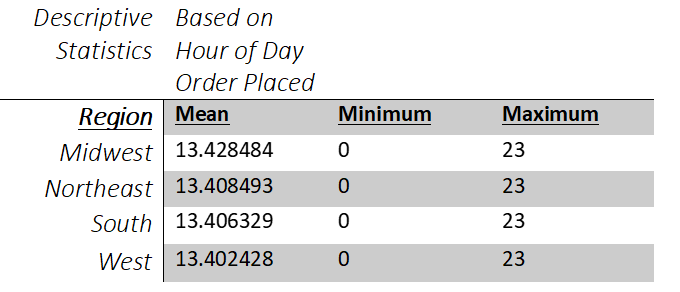 Descriptive Based on
Statistics Hour of Day
Order Placed
Region Mean Minimum Maximum
Midwest 13.428484 0 23
Northeast 13.408493 0 23
South 13.406329 0 23
West 13.402428 0 23